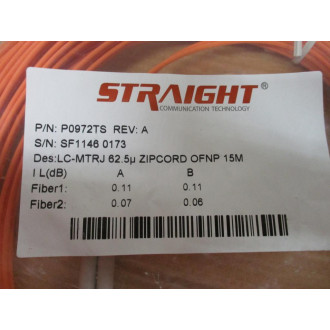 STRAIGHT
COMMUNICATION TECHNOLOGY
P/N: P0972TS REV: A
S/N: SF1146 0173
Des:LC-MTRJ 62.5µ ZIPCORD OFNP 15M
I L(dB) A B
Fiber1: 0.11 0.11
Fiber2: 0.07 0.06